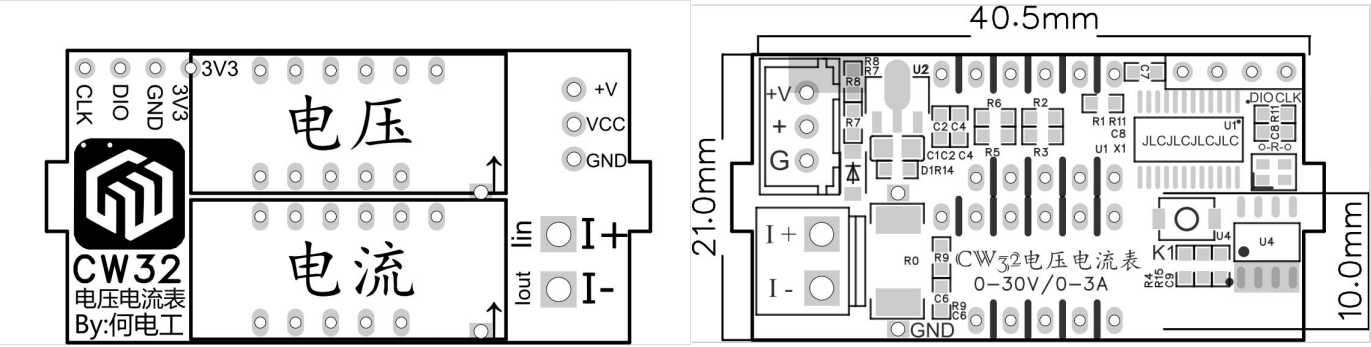 3V3
CLK
DIO
GND
3V3
电压
+V
VCC
GND
CW32
电压电流表
By:何电工
电流
Iin
I+
Iout
I-
40.5mm
21.0mm
10.0mm
+V
+
G
R8
R7
R8
R7
U2
C7
DIO
CLK
R6
R2
R1
R11
C8
U1
X1
C2
C4
R5
R3
C1
C2
C4
D1
R14
U1
JLCJLCJLCJLC
R11
C8
o-R-o
I+
I-
R0
R9
C6
R9
C6
GND
CW32电压电流表
0-30V/0-3A
K1
U4
U4
R4
R15
C9